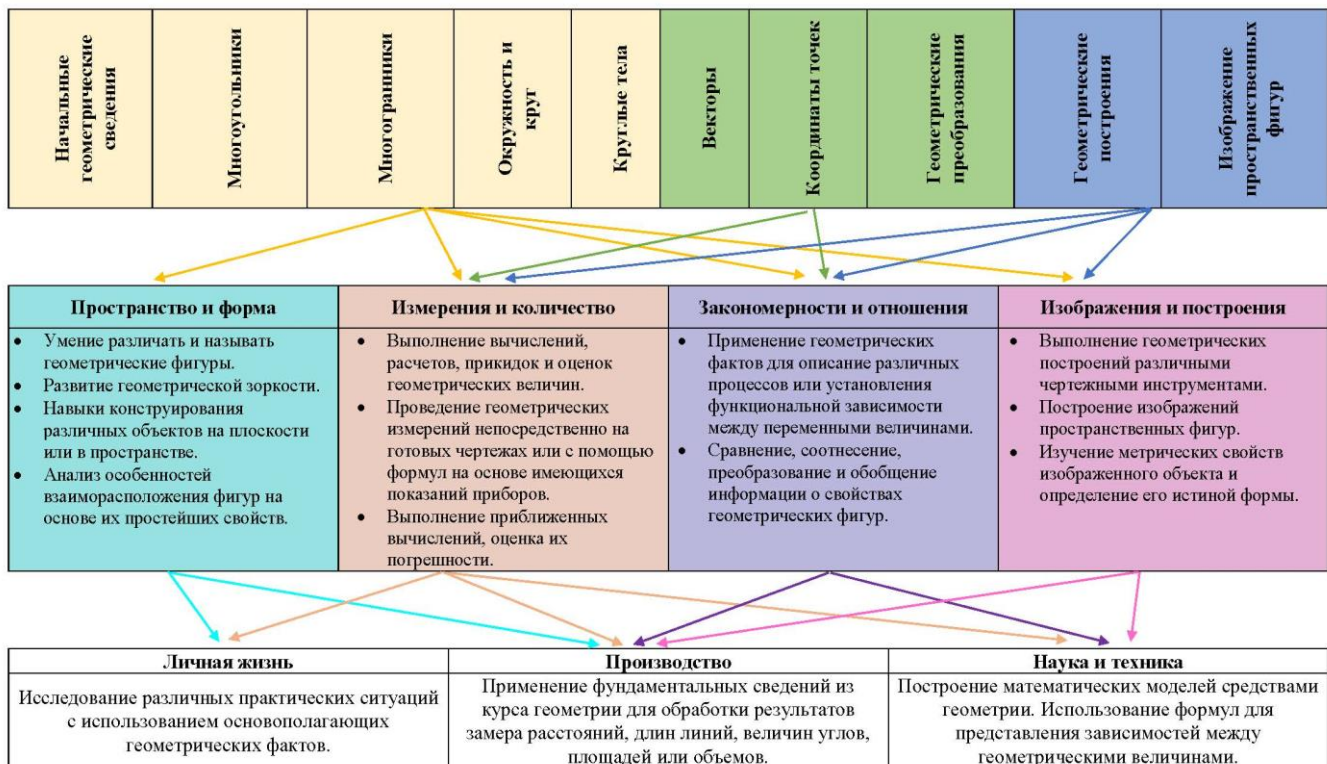 Начальные
геометрические
сведения
Многоугольники
Многогранники
Окружность и
круг
Круглые тела
Векторы
Координаты точек
Геометрические
преобразования
Геометрические
построения
Изображение
пространственных
фигур
Пространство и форма
• Умение различать и называть
геометрические фигуры.
• Развитие геометрической зоркости.
• Навыки конструирования
различных объектов на плоскости
или в пространстве.
• Анализ особенностей
взаиморасположения фигур на
основе их простейших свойств.
Измерения и количество
• Выполнение вычислений,
расчетов, прикидок и оценок
геометрических величин.
• Проведение геометрических
измерений непосредственно на
готовых чертежах или с помощью
формул на основе имеющихся
показаний приборов.
• Выполнение приближенных
вычислений, оценка их
погрешности.
Закономерности и отношения
• Применение геометрических
фактов для описание различных
процессов или установления
функциональной зависимости
между переменными величинами.
• Сравнение, соотнесение,
преобразование и обобщение
информации о свойствах
геометрических фигур.
Изображения и построения
• Выполнение геометрических
построений различными
чертежными инструментами.
• Построение изображений
пространственных фигур.
• Изучение метрических свойств
изображенного объекта и
определение его истиной формы.
Личная жизнь
Исследование различных практических ситуаций
с использованием основополагающих
геометрических фактов.
Производство
Применение фундаментальных сведений из
курса геометрии для обработки результатов
замера расстояний, длин линий, величин углов,
площадей или объемов.
Наука и техника
Построение математических моделей средствами
геометрии. Использование формул для
представления зависимостей между
геометрическими величинами.